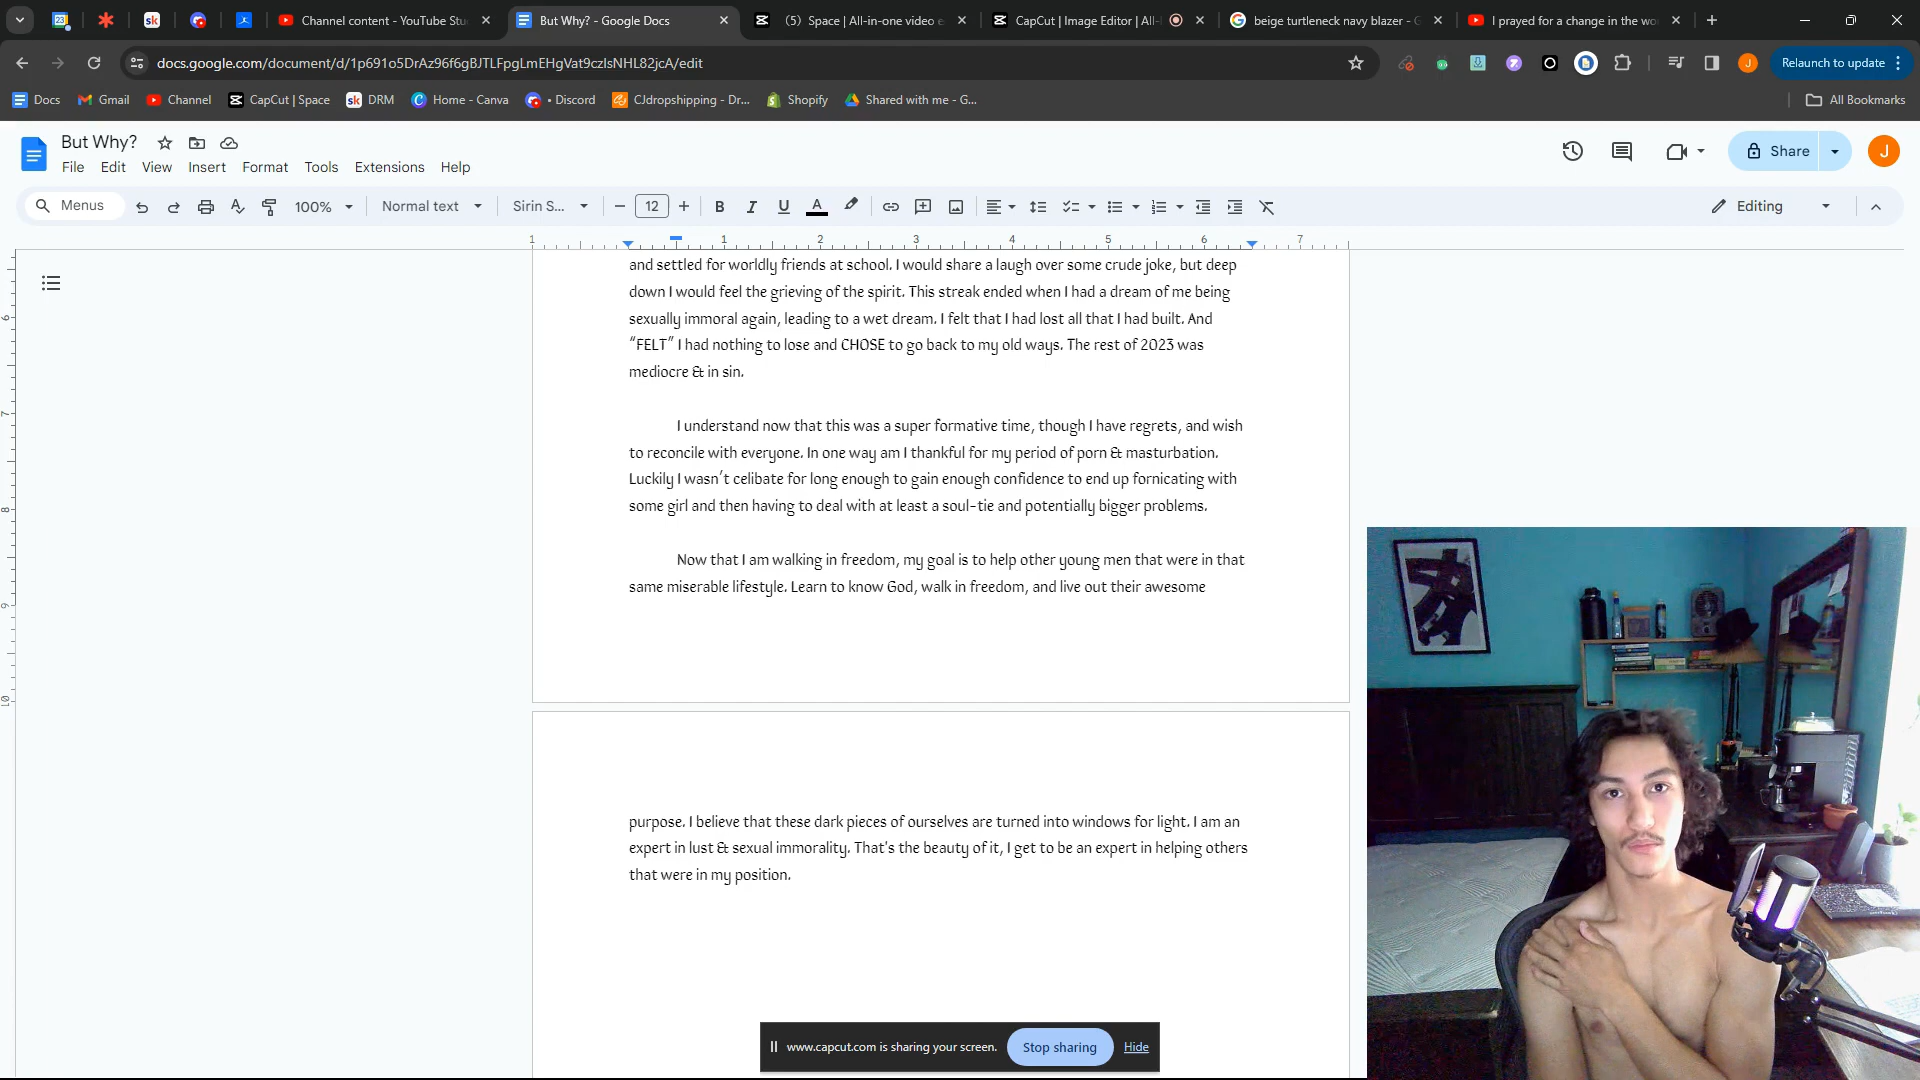 Channel content - YouTube Stu
But Why? - Google Docs
(5) Space | All-in-one video e
CapCut | Image Editor | All-
beige turtleneck navy blazer - G
I prayed for a change in the wo
docs.google.com/document/d/1p691o5DrAz96f6gBJTLFpgLmEHgVat9czIsNHL82jcA/edit
Relaunch to update
Docs
Gmail
Channel
CapCut | Space
sk DRM
Home - Canva
• Discord
CJdropshipping - Dr...
Shopify
Shared with me - G...
All Bookmarks
But Why?
File Edit View Insert Format Tools Extensions Help
Share
J
Menus
100%
Normal text
Sirin S...
12
Editing
1 1 2 3 4 5 6 7
and settled for worldly friends at school. I would share a laugh over some crude joke, but deep
down I would feel the grieving of the spirit. This streak ended when I had a dream of me being
sexually immoral again, leading to a wet dream. I felt that I had lost all that I had built. And
“FELT” I had nothing to lose and CHOSE to go back to my old ways. The rest of 2023 was
mediocre & in sin.
I understand now that this was a super formative time, though I have regrets, and wish
to reconcile with everyone. In one way am I thankful for my period of porn & masturbation.
Luckily I wasn’t celibate for long enough to gain enough confidence to end up fornicating with
some girl and then having to deal with at least a soul-tie and potentially bigger problems.
Now that I am walking in freedom, my goal is to help other young men that were in that
same miserable lifestyle. Learn to know God, walk in freedom, and live out their awesome
purpose. I believe that these dark pieces of ourselves are turned into windows for light. I am an
expert in lust & sexual immorality. That's the beauty of it, I get to be an expert in helping others
that were in my position.
www.capcut.com is sharing your screen.
Stop sharing
Hide